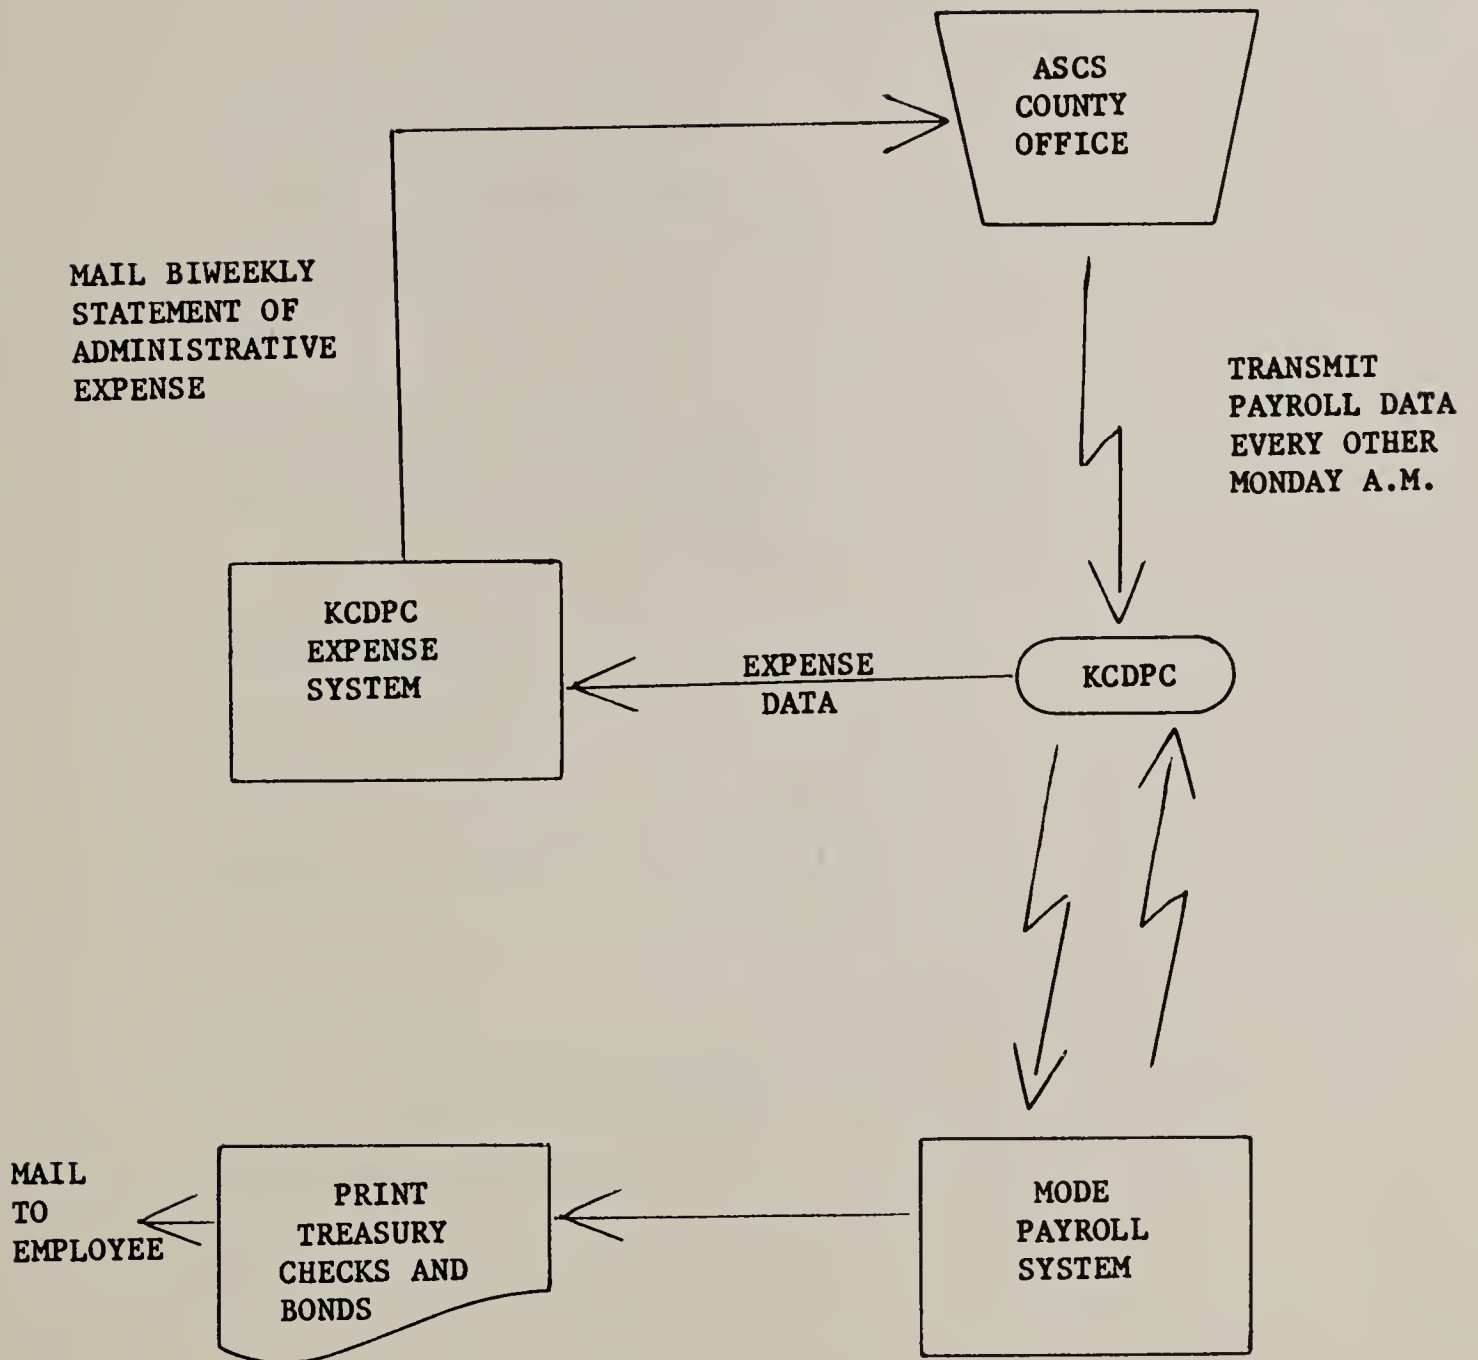 ASCS
COUNTY
OFFICE
MAIL BIWEEKLY
STATEMENT OF
ADMINISTRATIVE
EXPENSE
TRANSMIT
PAYROLL DATA
EVERY OTHER
MONDAY A.M.
KCDPC
EXPENSE
SYSTEM
EXPENSE
DATA
KCDPC
MAIL
TO
EMPLOYEE
PRINT
TREASURY
CHECKS AND
BONDS
MODE
PAYROLL
SYSTEM